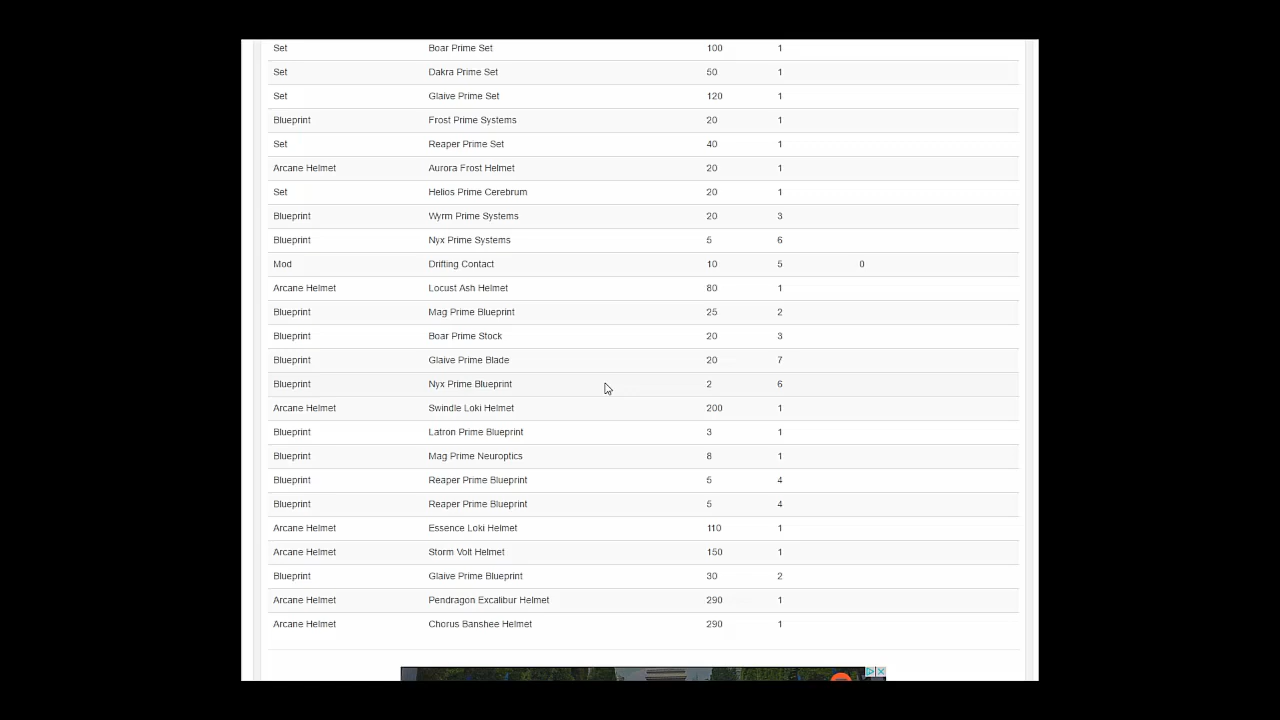 Set Boar Prime Set 100 1
Set Dakra Prime Set 50 1
Set Glaive Prime Set 120 1
Blueprint Frost Prime Systems 20 1
Set Reaper Prime Set 40 1
Arcane Helmet Aurora Frost Helmet 20 1
Set Helios Prime Cerebrum 20 1
Blueprint Wyrm Prime Systems 20 3
Blueprint Nyx Prime Systems 5 6
Mod Drifting Contact 10 5 0
Arcane Helmet Locust Ash Helmet 80 1
Blueprint Mag Prime Blueprint 25 2
Blueprint Boar Prime Stock 20 3
Blueprint Glaive Prime Blade 20 7
Blueprint Nyx Prime Blueprint 2 6
Arcane Helmet Swindle Loki Helmet 200 1
Blueprint Latron Prime Blueprint 3 1
Blueprint Mag Prime Neuroptics 8 1
Blueprint Reaper Prime Blueprint 5 4
Blueprint Reaper Prime Blueprint 5 4
Arcane Helmet Essence Loki Helmet 110 1
Arcane Helmet Storm Volt Helmet 150 1
Blueprint Glaive Prime Blueprint 30 2
Arcane Helmet Pendragon Excalibur Helmet 290 1
Arcane Helmet Chorus Banshee Helmet 290 1